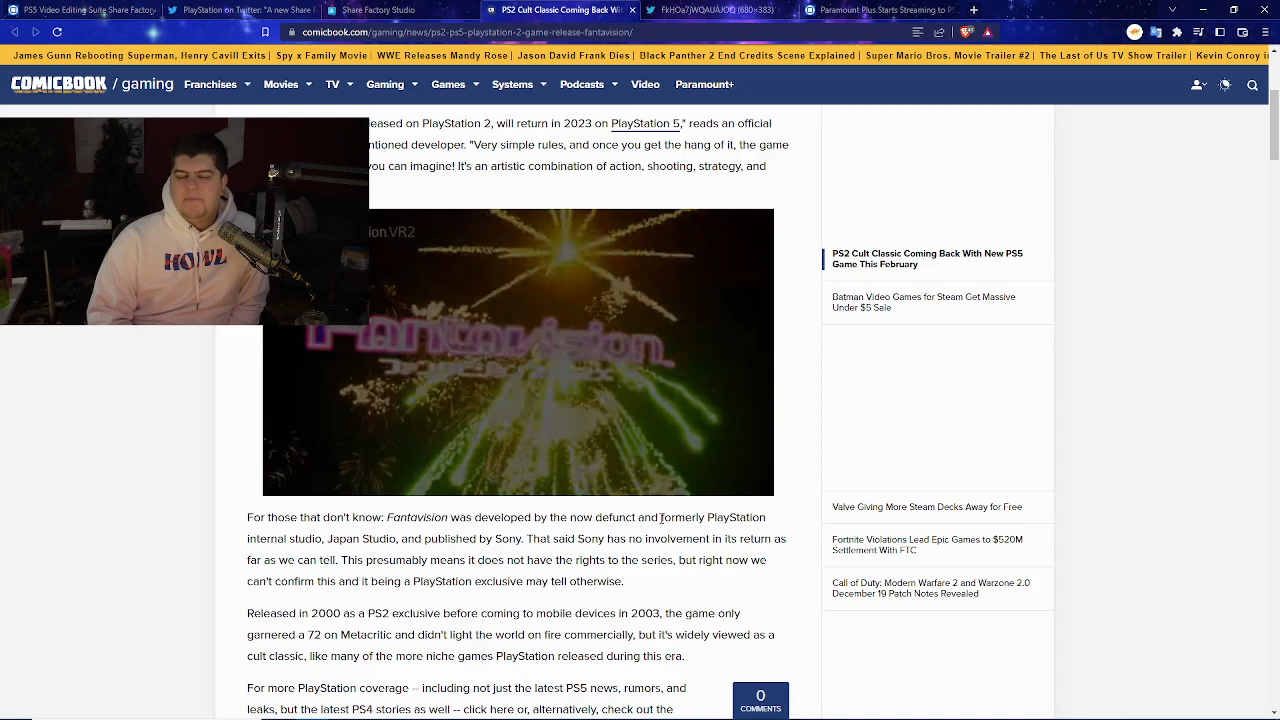 PS5 Video Editing Suite Share Factory
PlayStation on Twitter: "a new Share
Share Factory Studio
PS2 Cult Classic Coming Back Wi
(680×383)
Paramount Plus Starts Streaming to P
comicbook.com/gaming/news/ps2-ps5-playstation-2-game-release-fantavision/
James Gunn Rebooting Superman, Henry Cavill Exits | Spy x Family Movie | WWE Releases Mandy Rose | Jason David Frank Dies | Black Panther 2 End Credits Scene Explained | Super Mario Bros. Movie Trailer #2 | The Last of Us TV Show Trailer | Kevin Conroy in
COMICBOOK / gaming Franchises Movies TV Gaming Games Systems Podcasts Video Paramount+
eased on PlayStation 2, will return in 2023 on PlayStation 5," reads an official
ntioned developer. "Very simple rules, and once you get the hang of it, the game
you can imagine! It's an artistic combination of action, shooting, strategy, and
ion.VR2
Fantavision
HOWL
For those that don't know: Fantavision was developed by the now defunct and formerly PlayStation
internal studio, Japan Studio, and published by Sony. That said Sony has no involvement in its return as
far as we can tell. This presumably means it does not have the rights to the series, but right now we
can't confirm this and it being a PlayStation exclusive may tell otherwise.
Released in 2000 as a PS2 exclusive before coming to mobile devices in 2003, the game only
garnered a 72 on Metacritic and didn't light the world on fire commercially, but it's widely viewed as a
cult classic, like many of the more niche games PlayStation released during this era.
For more PlayStation coverage -- including not just the latest PS5 news, rumors, and
leaks, but the latest PS4 stories as well -- click here or, alternatively, check out the
0
COMMENTS
PS2 Cult Classic Coming Back With New PS5
Game This February
Batman Video Games for Steam Get Massive
Under $5 Sale
Valve Giving More Steam Decks Away for Free
Fortnite Violations Lead Epic Games to $520M
Settlement With FTC
Call of Duty: Modern Warfare 2 and Warzone 2.0
December 19 Patch Notes Revealed